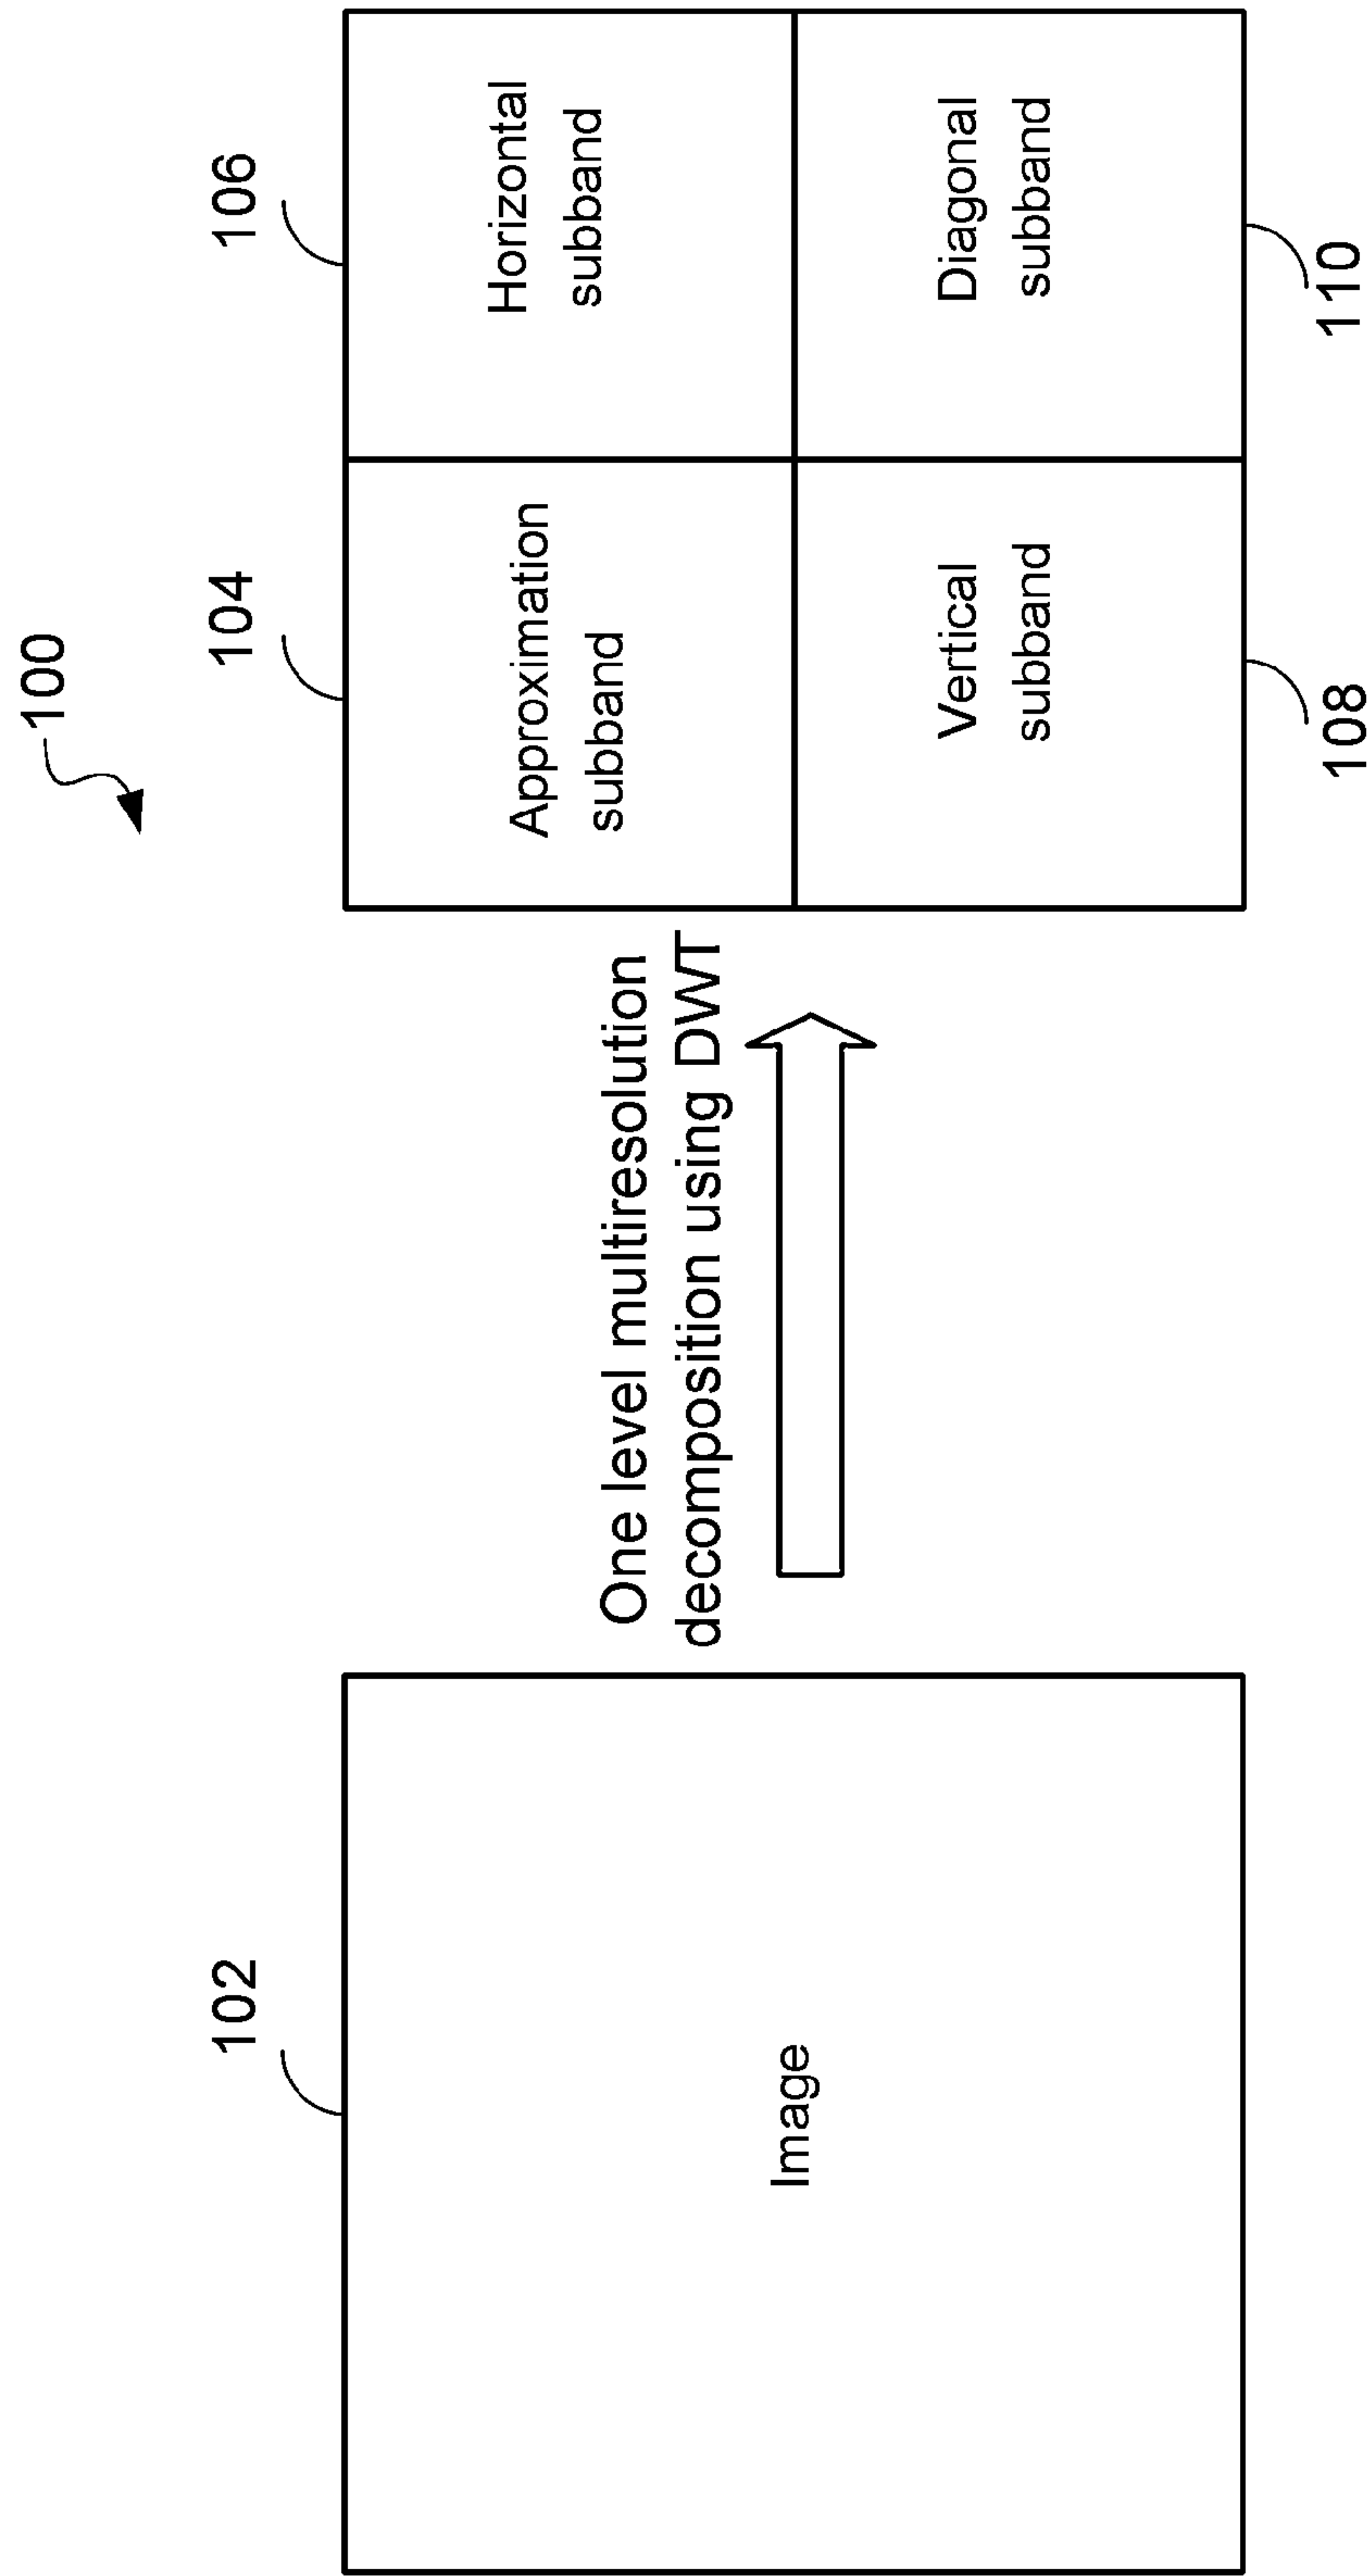 100
102
104
106
One level multiresolution
decomposition using DWT
Image
Approximation
subband
Horizontal
subband
Vertical
subband
Diagonal
subband
108
110